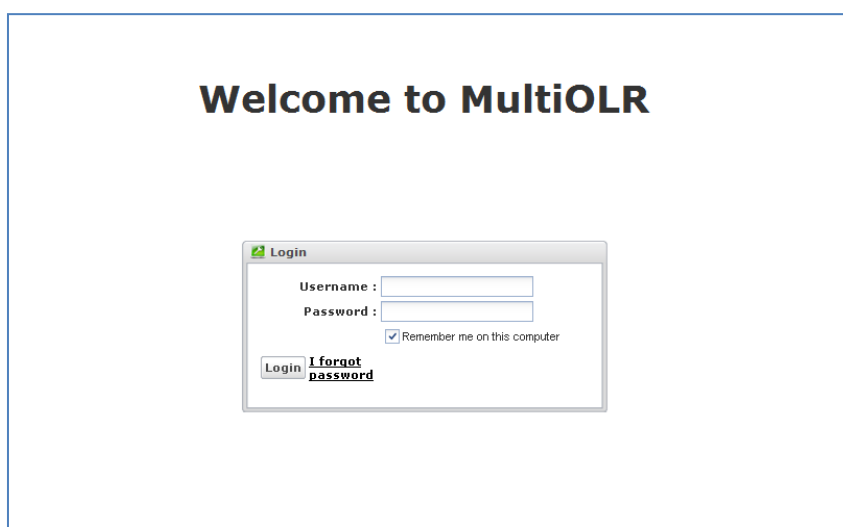 Welcome to MultiOLR
Login
Username :
Password :
Remember me on this computer
Login
I forgot
password